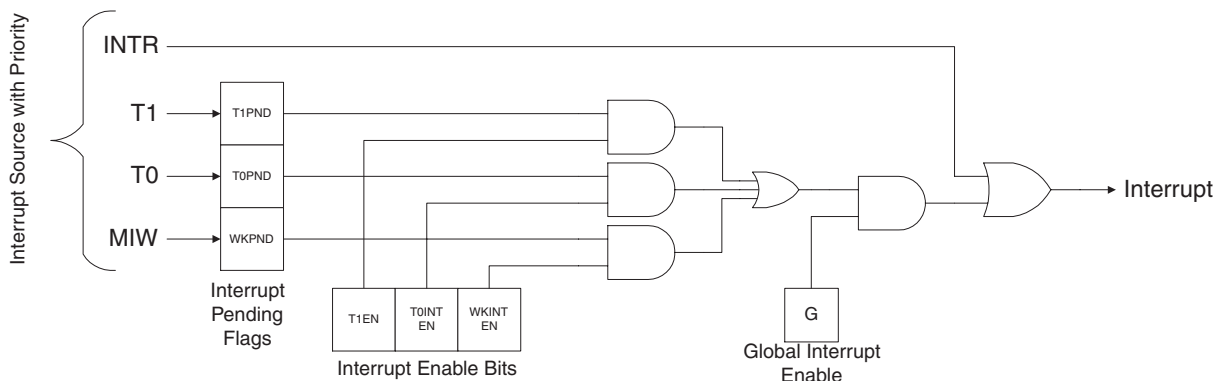 Interrupt Source with Priority
INTR
T1
T0
MIW
T1PND
T0PND
WKPND
Interrupt
Pending
Flags
T1EN
T0INT
EN
WKINT
EN
Interrupt Enable Bits
G
Global Interrupt
Enable
Interrupt